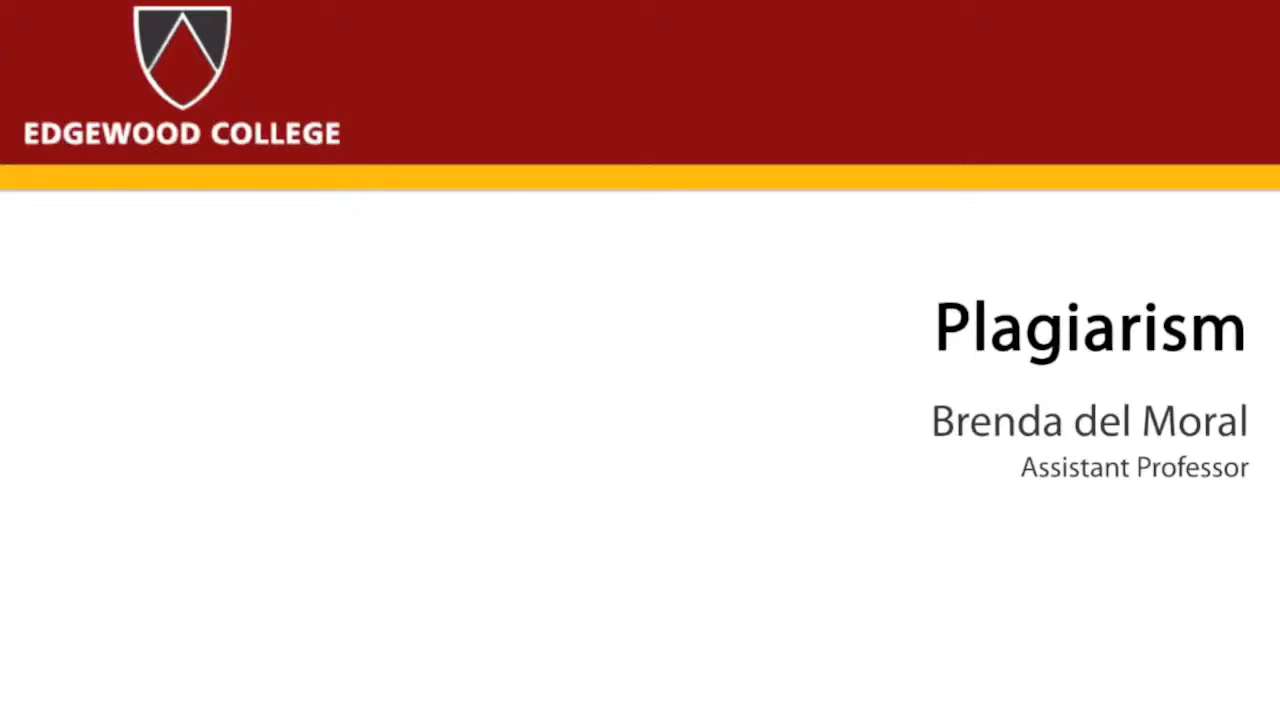 EDGEWOOD COLLEGE
Plagiarism
Brenda del Moral
Assistant Professor